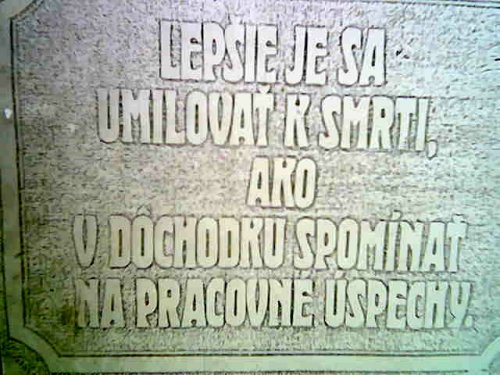 LEPŠIE JE SA
UMILOVAŤ K SMRTI,
AKO
V DÔCHODKU SPOMÍNAŤ
NA PRACOVNÉ ÚSPECHY.